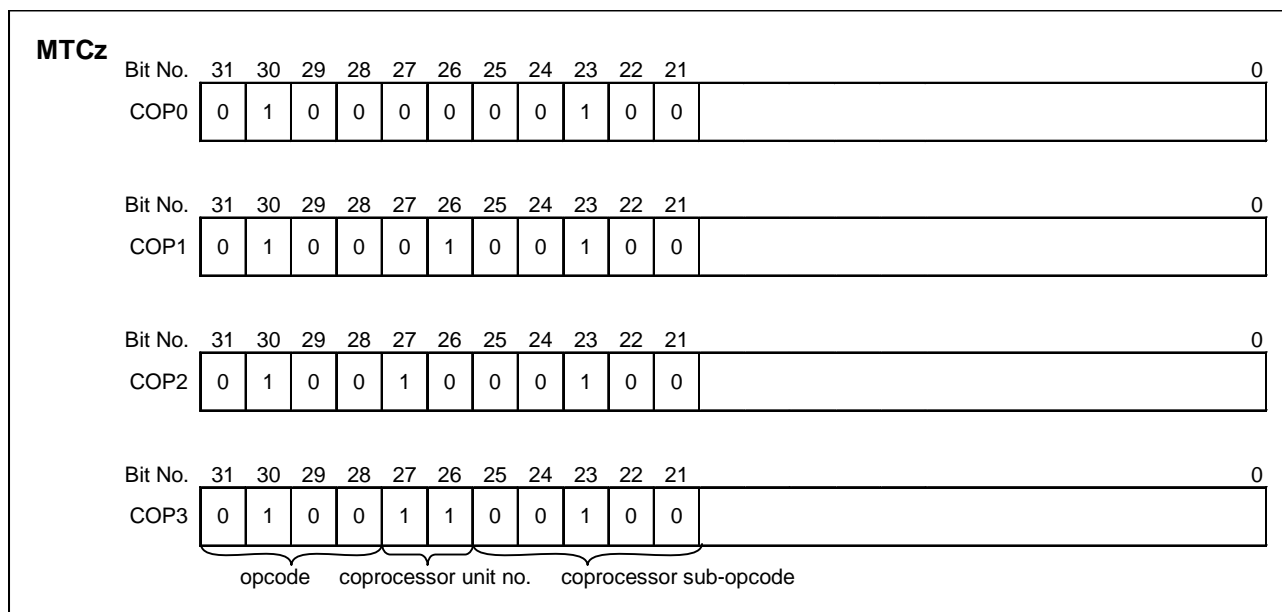 MTCz
Bit No. 31 30 29 28 27 26 25 24 23 22 21 0
COP0 0 1 0 0 0 0 0 0 1 0 0
Bit No. 31 30 29 28 27 26 25 24 23 22 21 0
COP1 0 1 0 0 0 1 0 0 1 0 0
Bit No. 31 30 29 28 27 26 25 24 23 22 21 0
COP2 0 1 0 0 1 0 0 0 1 0 0
Bit No. 31 30 29 28 27 26 25 24 23 22 21 0
COP3 0 1 0 0 1 1 0 0 1 0 0
opcode coprocessor unit no. coprocessor sub-opcode